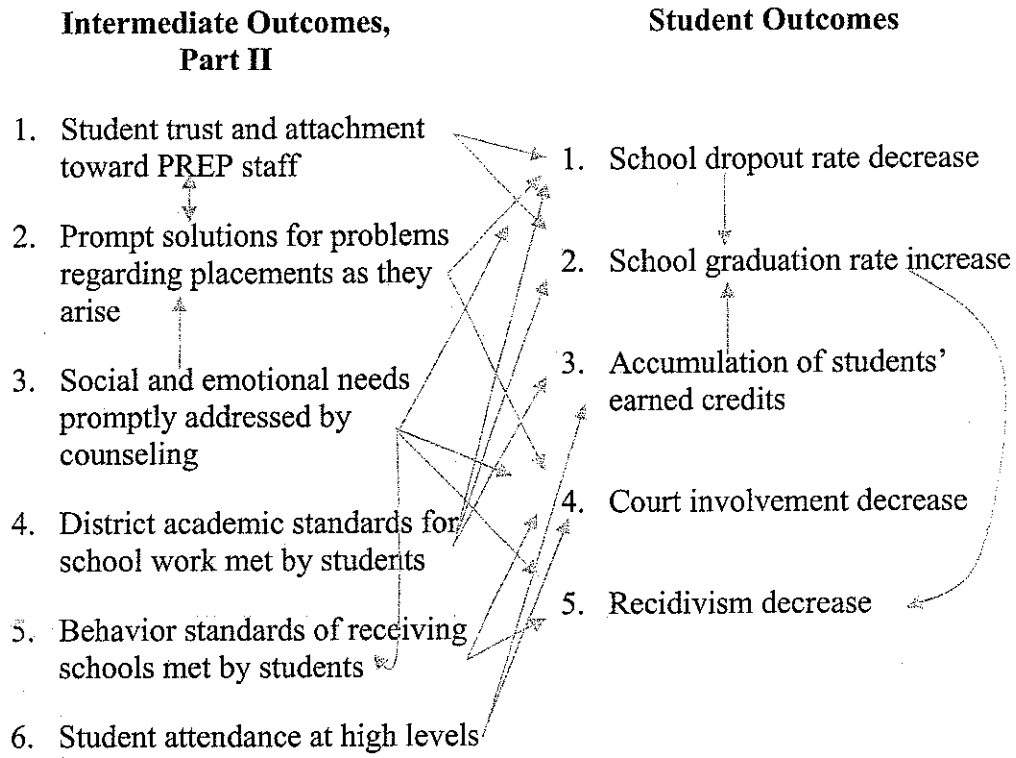 Intermediate Outcomes,
Part II
1. Student trust and attachment
toward PREP staff
2. Prompt solutions for problems
regarding placements as they
arise
3. Social and emotional needs
promptly addressed by
counseling
4. District academic standards for
school work met by students
5. Behavior standards of receiving
schools met by students
6. Student attendance at high levels
Student Outcomes
1. School dropout rate decrease
2. School graduation rate increase
3. Accumulation of students’
earned credits
4. Court involvement decrease
5. Recidivism decrease